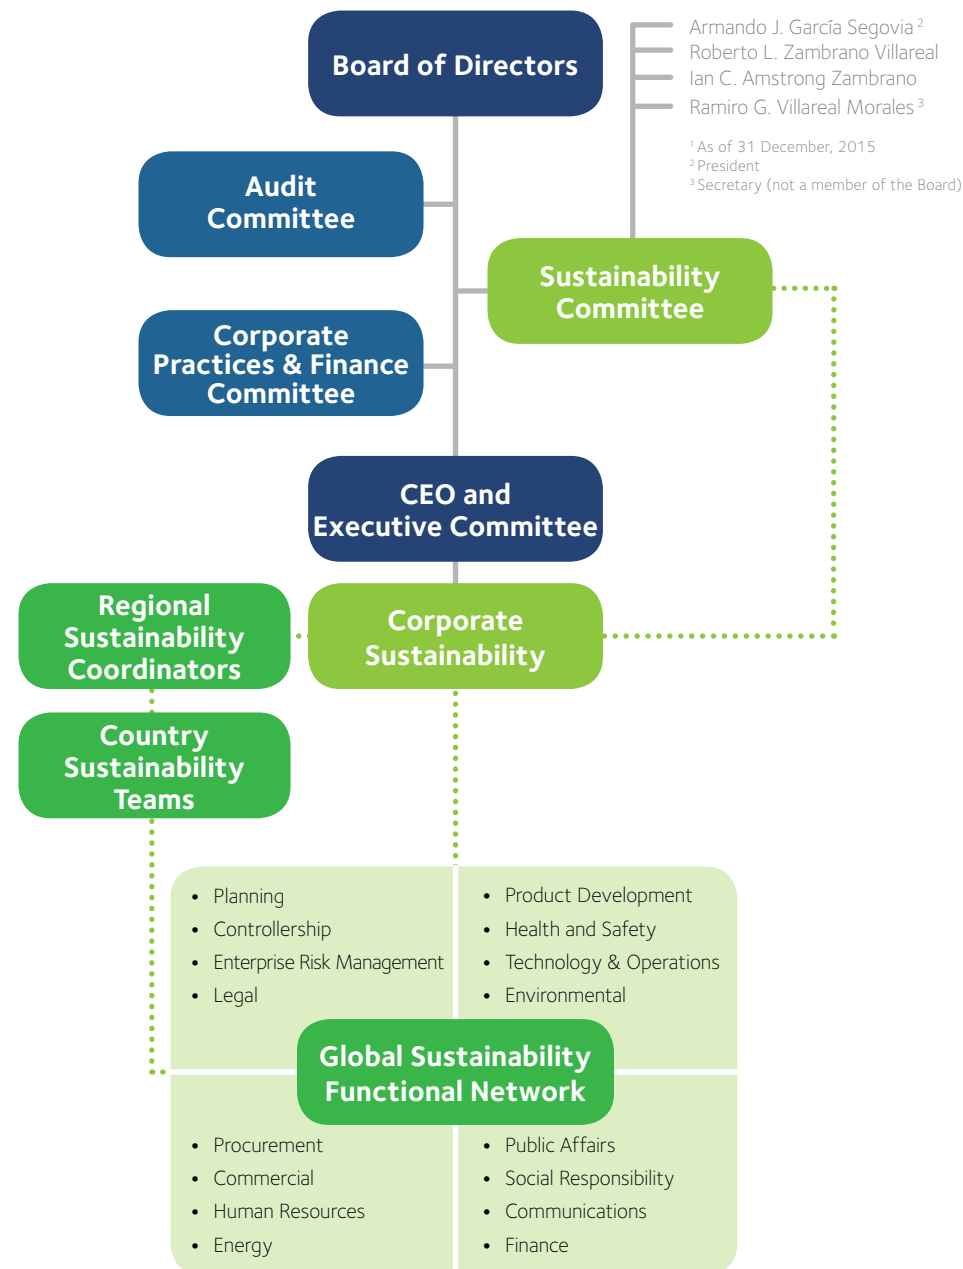 Board of Directors
Armando J. García Segovia ²
Roberto L. Zambrano Villareal
Ian C. Amstrong Zambrano
Ramiro G. Villareal Morales ³
¹ As of 31 December, 2015
² President
³ Secretary (not a member of the Board)
Audit
Committee
Sustainability
Committee
Corporate
Practices & Finance
Committee
CEO and
Executive Committee
Regional
Sustainability
Coordinators
Corporate
Sustainability
Country
Sustainability
Teams
• Planning
• Controllership
• Enterprise Risk Management
• Legal
• Product Development
• Health and Safety
• Technology & Operations
• Environmental
Global Sustainability
Functional Network
• Procurement
• Commercial
• Human Resources
• Energy
• Public Affairs
• Social Responsibility
• Communications
• Finance